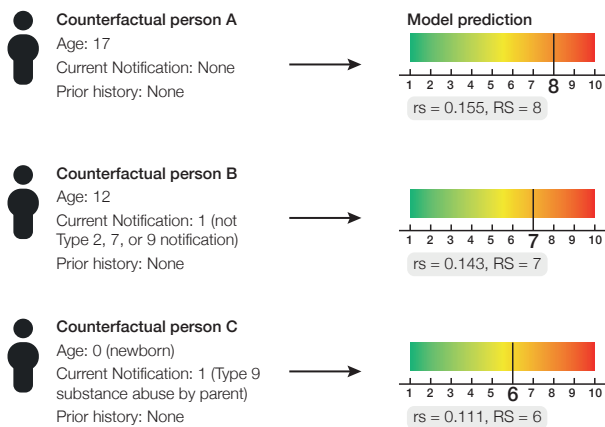 Counterfactual person A
Age: 17
Current Notification: None
Prior history: None
Model prediction
1 2 3 4 5 6 7 8 9 10
rs = 0.155, RS = 8
Counterfactual person B
Age: 12
Current Notification: 1 (not
Type 2, 7, or 9 notification)
Prior history: None
1 2 3 4 5 6 7 8 9 10
rs = 0.143, RS = 7
Counterfactual person C
Age: 0 (newborn)
Current Notification: 1 (Type 9
substance abuse by parent)
Prior history: None
1 2 3 4 5 6 7 8 9 10
rs = 0.111, RS = 6